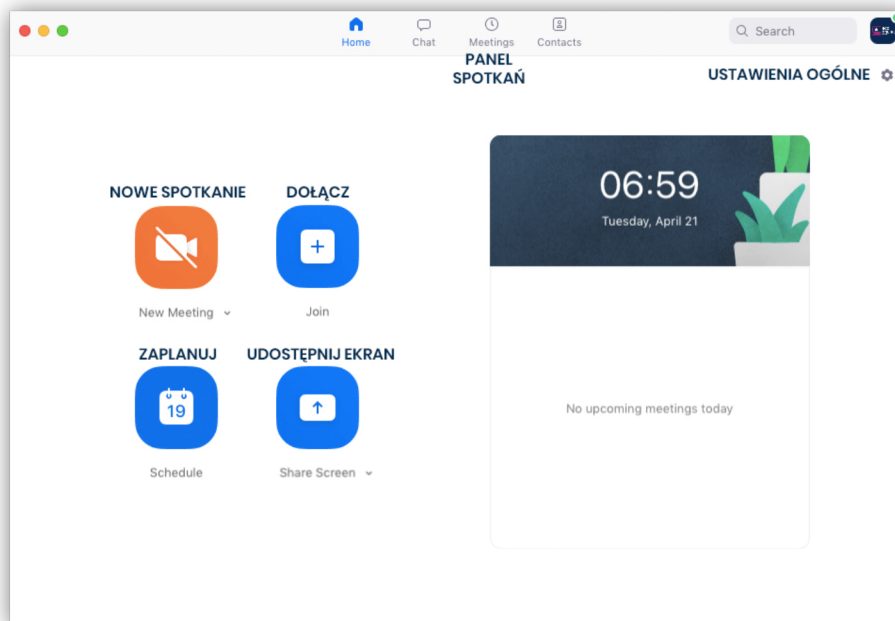 Home
Chat
Meetings
Contacts
Search
PANEL
SPOTKAŃ
USTAWIENIA OGÓLNE
NOWE SPOTKANIE
DOŁĄCZ
06:59
Tuesday, April 21
New Meeting
Join
ZAPLANUJ
UDOSTĘPNIJ EKRAN
19
No upcoming meetings today
Schedule
Share Screen